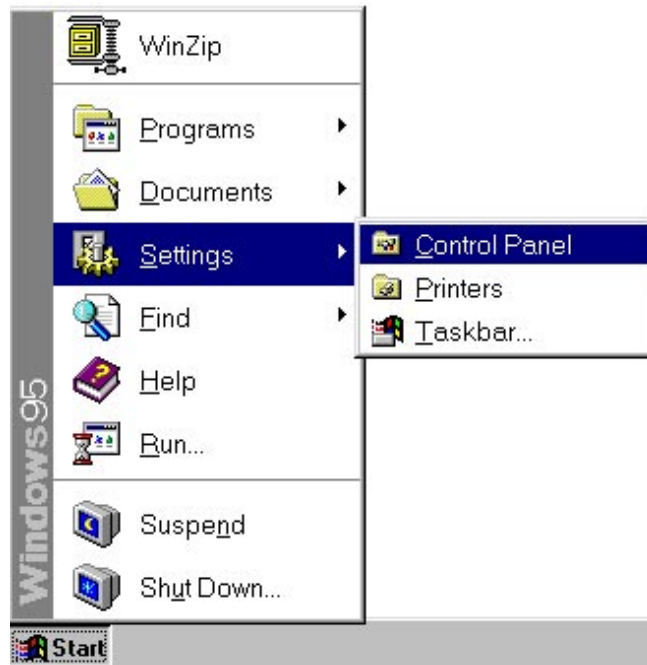 WinZip
Programs
Documents
Settings
Find
Help
Run...
Suspend
Shut Down...
Control Panel
Printers
Taskbar...
Windows95
Start